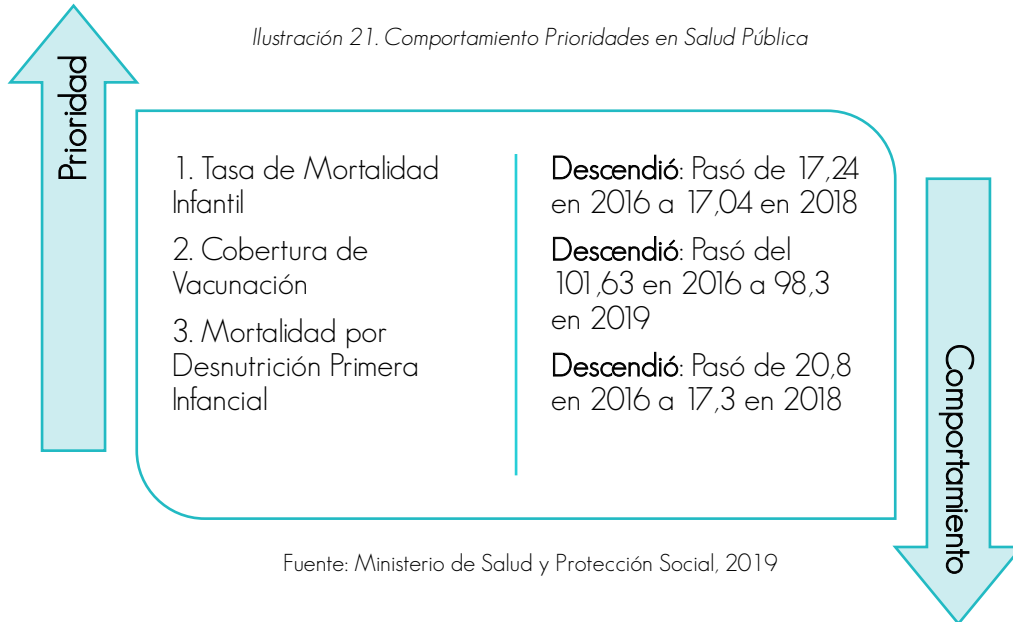 Ilustración 21. Comportamiento Prioridades en Salud Pública
Prioridad
1. Tasa de Mortalidad
Infantil
2. Cobertura de
Vacunación
3. Mortalidad por
Desnutrición Primera
Infancial
Descendió: Pasó de 17,24
en 2016 a 17,04 en 2018
Descendió: Pasó del
101,63 en 2016 a 98,3
en 2019
Descendió: Pasó de 20,8
en 2016 a 17,3 en 2018
Comportamiento
Fuente: Ministerio de Salud y Protección Social, 2019